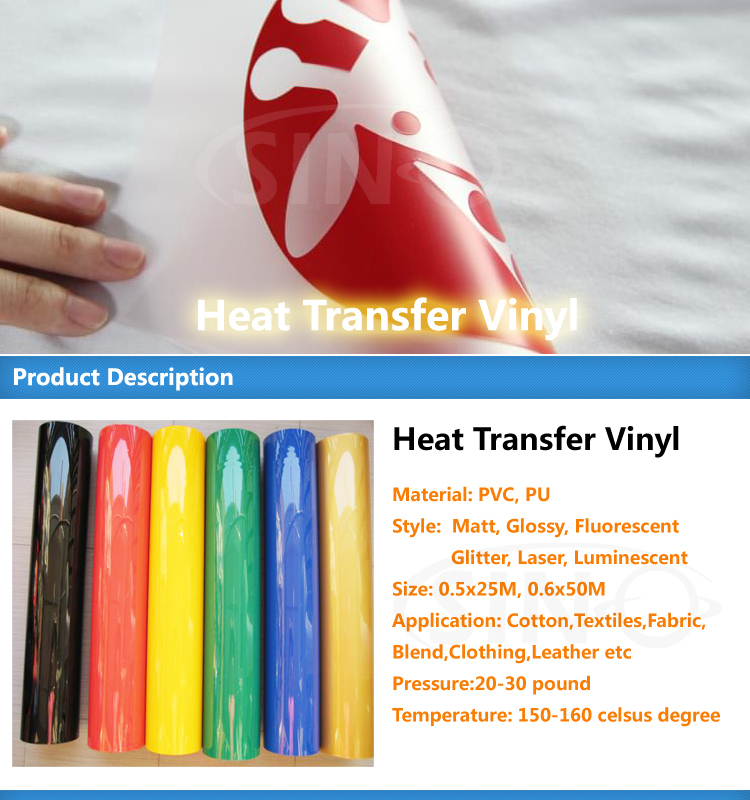 SINO
Heat Transfer Vinyl
Product Description
Heat Transfer Vinyl
Material: PVC, PU
Style: Matt, Glossy, Fluorescent
Glitter, Laser, Luminescent
Size: 0.5x25M, 0.6x50M
SINO
Application: Cotton,Textiles,Fabric,
Blend,Clothing,Leather etc
Pressure:20-30 pound
Temperature: 150-160 celsus degree